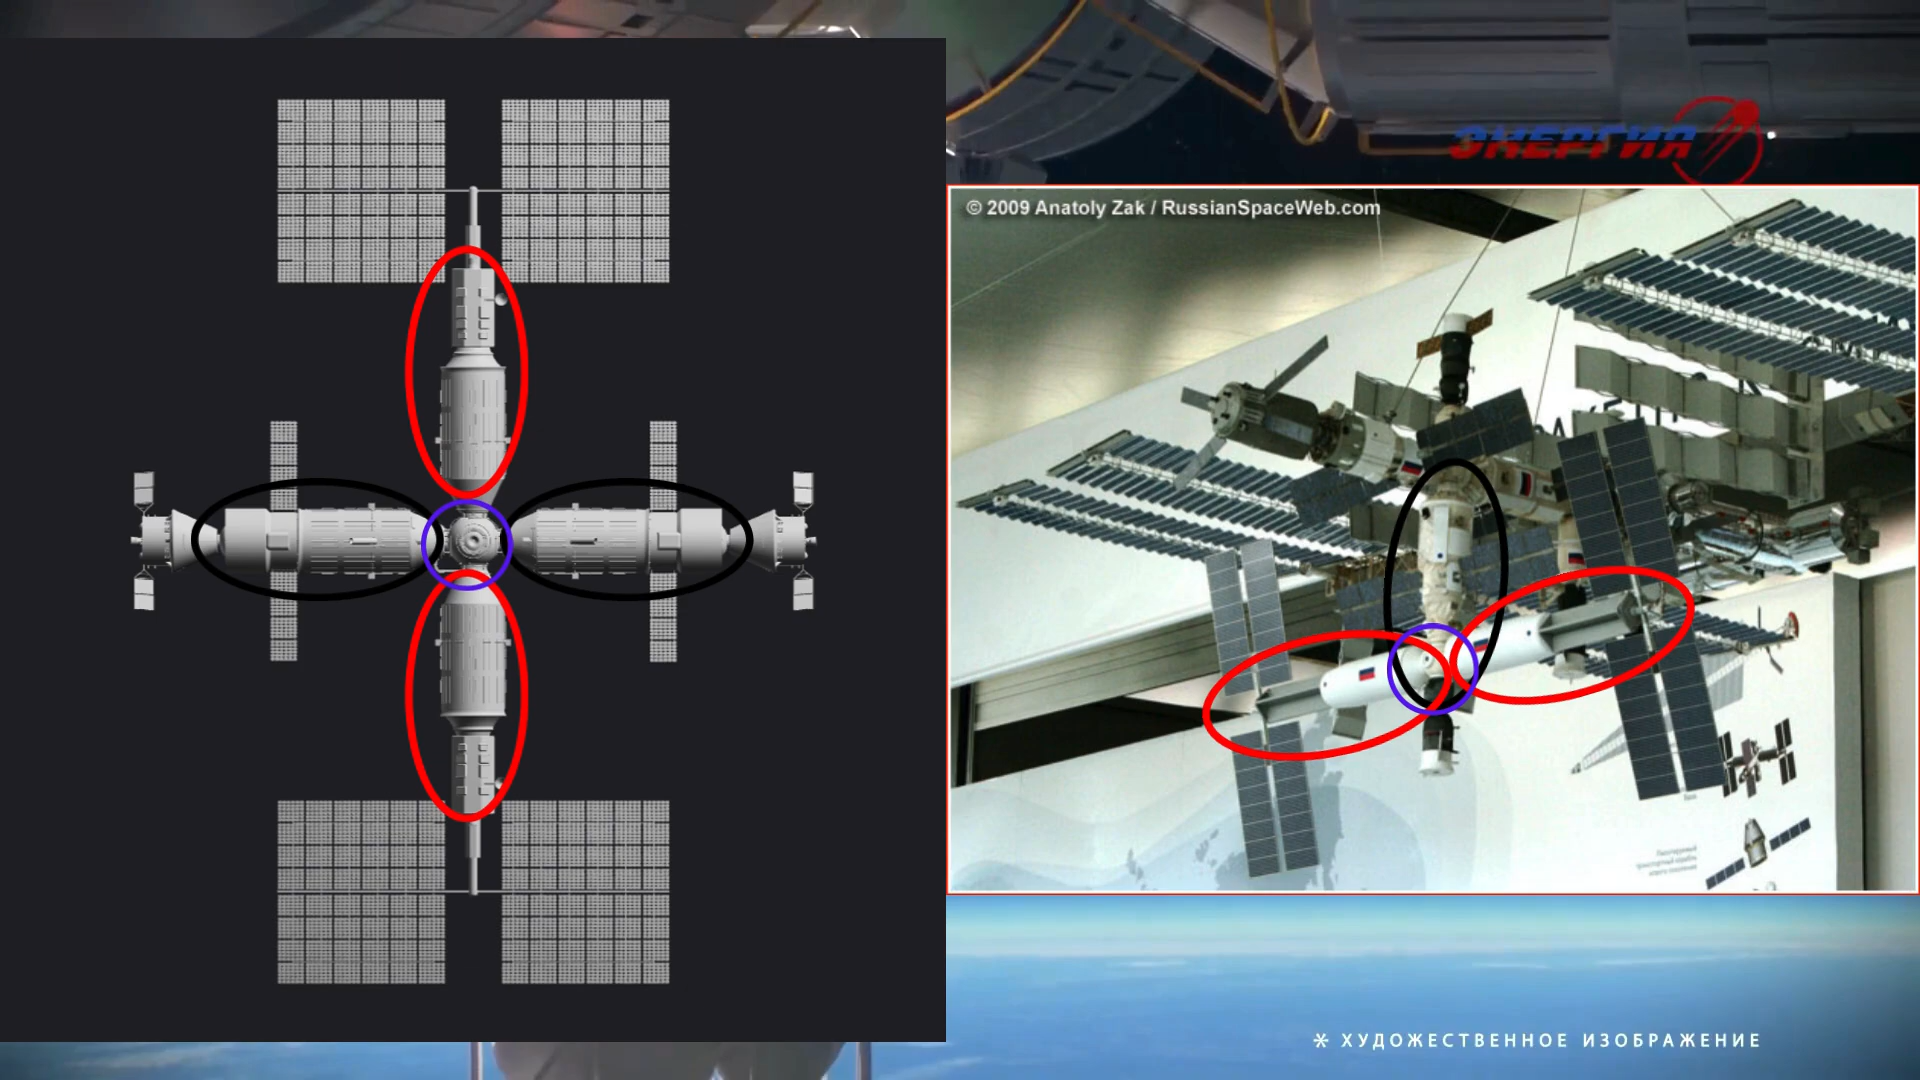 ЭНЕРГИЯ
© 2009 Anatoly Zak / RussianSpaceWeb.com
✻ ХУДОЖЕСТВЕННОЕ ИЗОБРАЖЕНИЕ